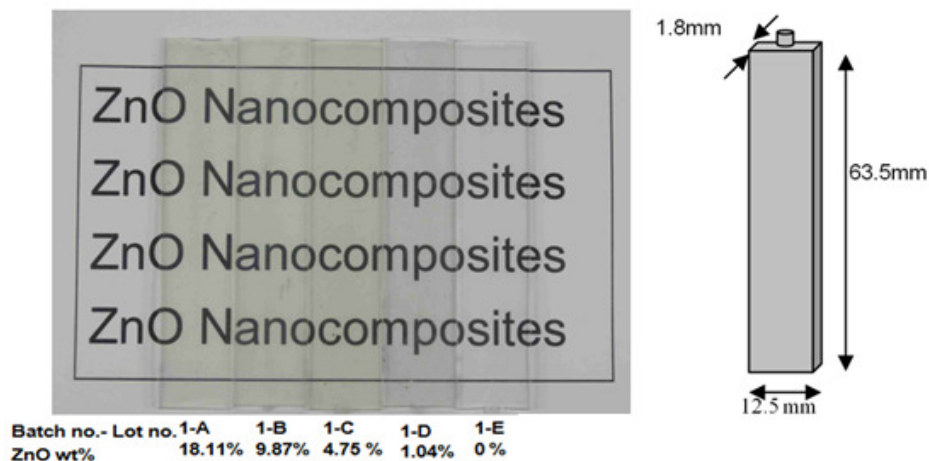 ZnO Nanocomposites
ZnO Nanocomposites
ZnO Nanocomposites
ZnO Nanocomposites
Batch no.- Lot no. 1-A 1-B 1-C 1-D 1-E
ZnO wt% 18.11% 9.87% 4.75% 1.04% 0 %
1.8mm
63.5mm
12.5 mm